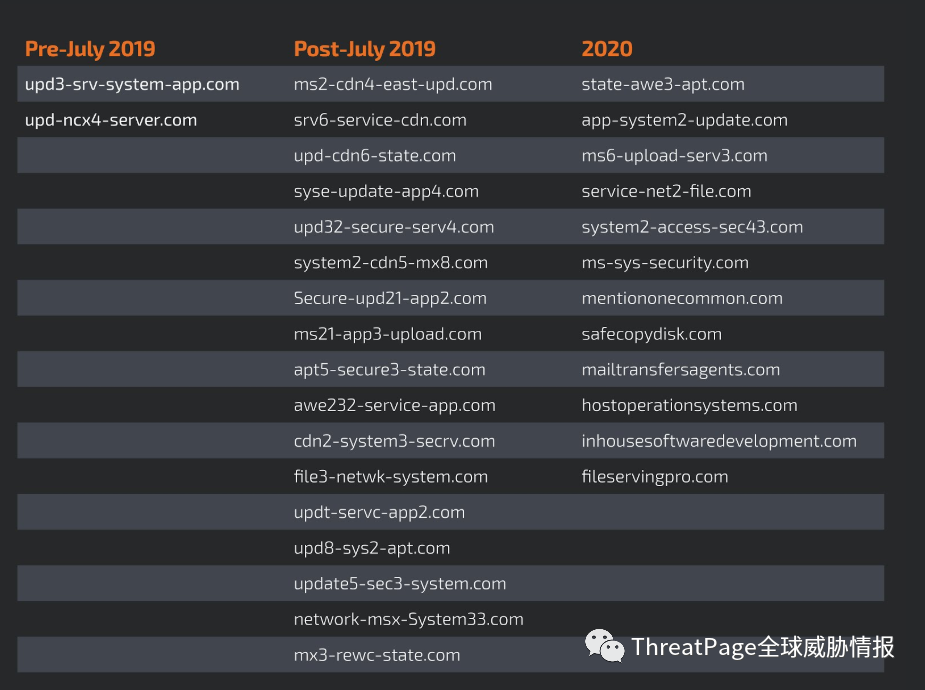 Pre-July 2019 Post-July 2019 2020
upd3-srv-system-app.com ms2-cdn4-east-upd.com state-awe3-apt.com
upd-ncx4-server.com srv6-service-cdn.com app-system2-update.com
upd-cdn6-state.com ms6-upload-serv3.com
syse-update-app4.com service-net2-file.com
upd32-secure-serv4.com system2-access-sec43.com
system2-cdn5-mx8.com ms-sys-security.com
Secure-upd21-app2.com mentiononecommon.com
ms21-app3-upload.com safecopydisk.com
apt5-secure3-state.com mailtransfersagents.com
awe232-service-app.com hostoperationsystems.com
cdn2-system3-secrv.com inhousesoftwaredevelopment.com
file3-netwk-system.com fileservingpro.com
updt-servc-app2.com
upd8-sys2-apt.com
update5-sec3-system.com
network-msx-System33.com
mx3-rewc-state.com
ThreatPage全球威胁情报